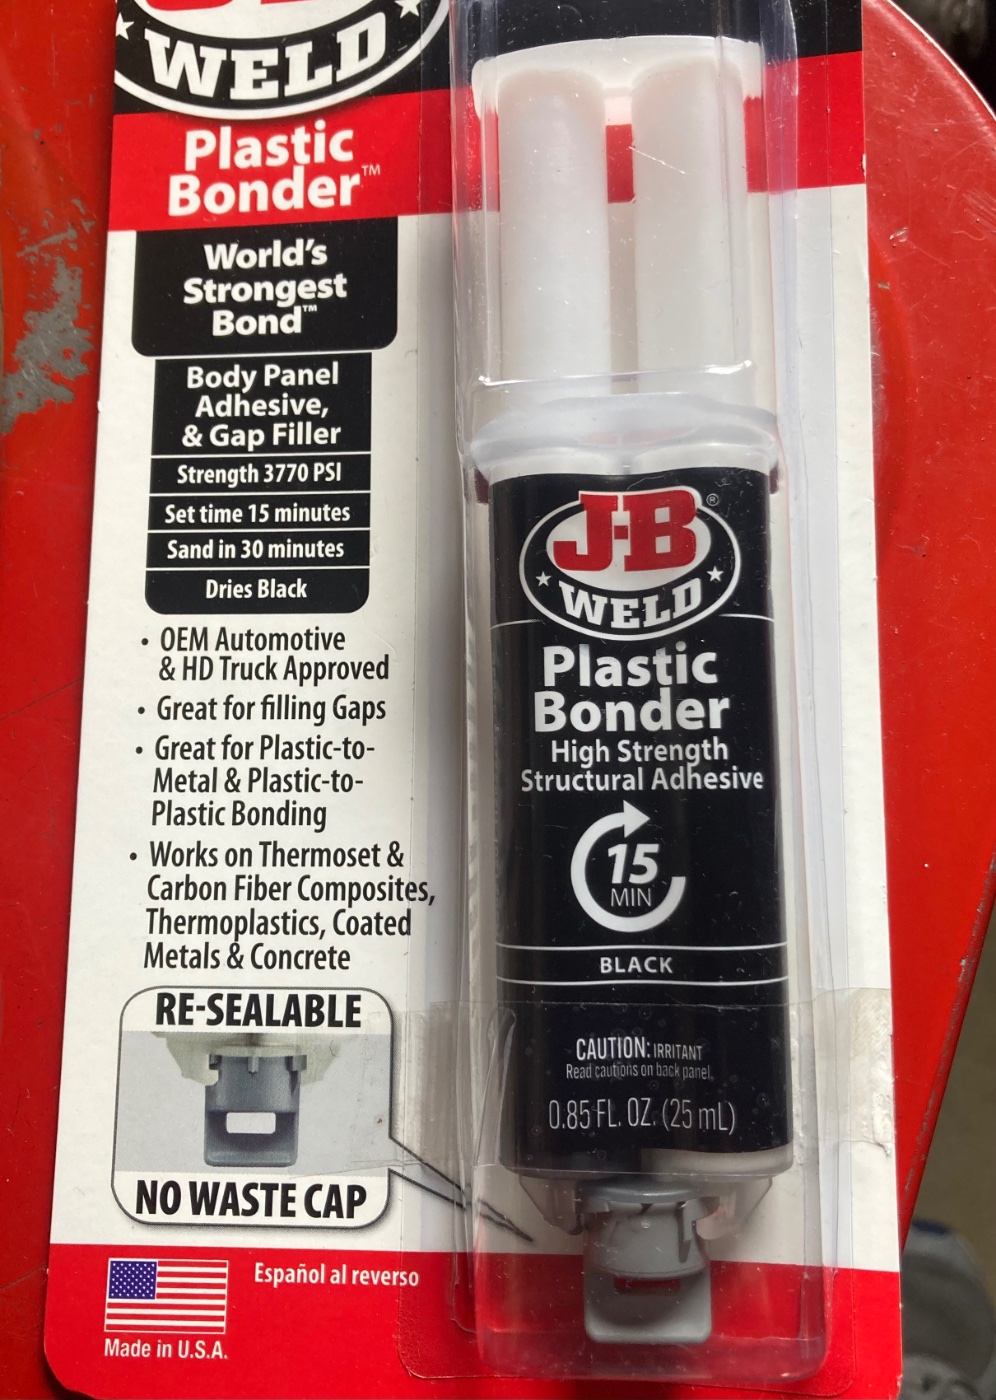 WELD
Plastic
Bonder™
World's
Strongest
Bond™
Body Panel
Adhesive,
& Gap Filler
Strength 3770 PSI
Set time 15 minutes
Sand in 30 minutes
Dries Black
• OEM Automotive
& HD Truck Approved
• Great for filling Gaps
• Great for Plastic-to-
Metal & Plastic-to-
Plastic Bonding
• Works on Thermoset &
Carbon Fiber Composites,
Thermoplastics, Coated
Metals & Concrete
RE-SEALABLE
NO WASTE CAP
Español al reverso
Made in U.S.A.
J-B®
WELD
Plastic
Bonder
High Strength
Structural Adhesive
15
MIN
BLACK
CAUTION: IRRITANT
Read cautions on back panel.
0.85 FL. OZ. (25 mL)